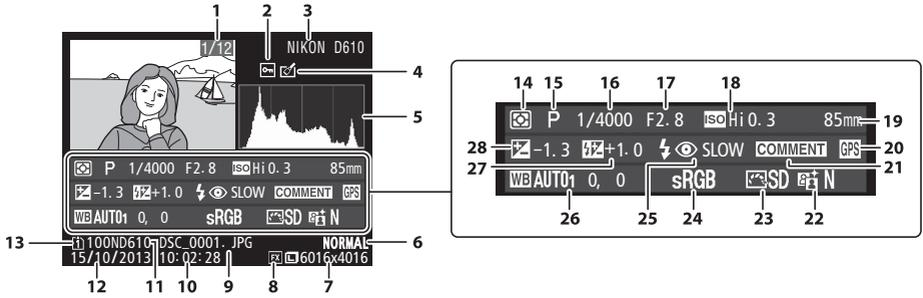 1 2 3
1/12 NIKON D610
4
5
P 1/4000 F2.8 ISO Hi 0.3 85mm
-1.3 +1.0 SLOW COMMENT GPS
WB AUTO1 0, 0 sRGB SD N
13 1 100ND610 DSC_0001.JPG NORMAL 6
15/10/2013 10:02:28 FX 6016x4016
12 11 10 9 8 7
14 15 16 17 18
P 1/4000 F2.8 ISO Hi 0.3 85mm 19
28 -1.3 +1.0 SLOW COMMENT GPS 20
27 21
WB AUTO1 0, 0 sRGB SD N
26 25 24 23 22